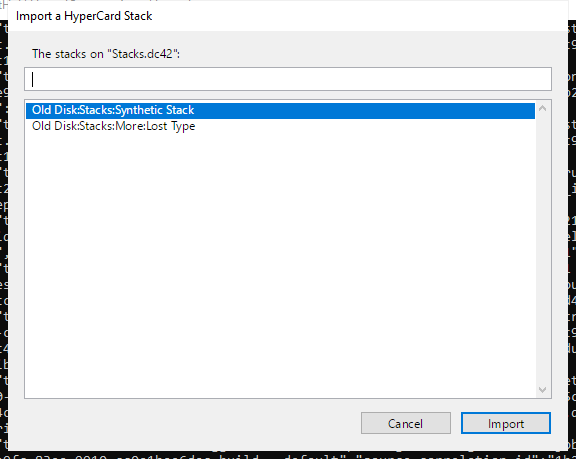 Import a HyperCard Stack
The stacks on "Stacks.dc42":
Old Disk:Stacks:Synthetic Stack
Old Disk:Stacks:More:Lost Type
Cancel
Import